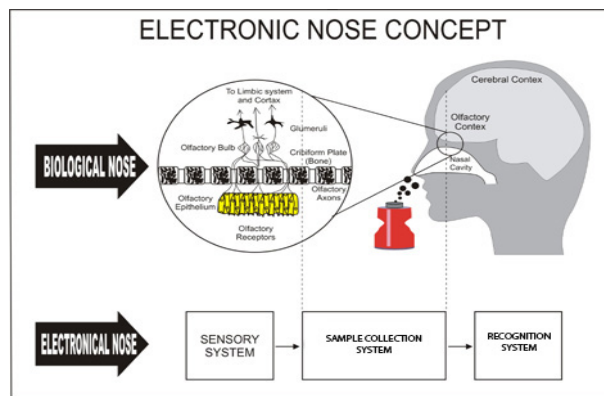 ELECTRONIC NOSE CONCEPT
To Limbic system
and Cortax
Glumeruli
Olfactory Bulb
Cribiform Plate
(Bone)
Olfactory
Axons
Olfactory
Epithelium
Olfactory
Receptors
Cerebral Contex
Olfactory
Contex
Nasal
Cavity
BIOLOGICAL NOSE
ELECTRONICAL NOSE
SENSORY
SYSTEM
SAMPLE COLLECTION
SYSTEM
RECOGNITION
SYSTEM